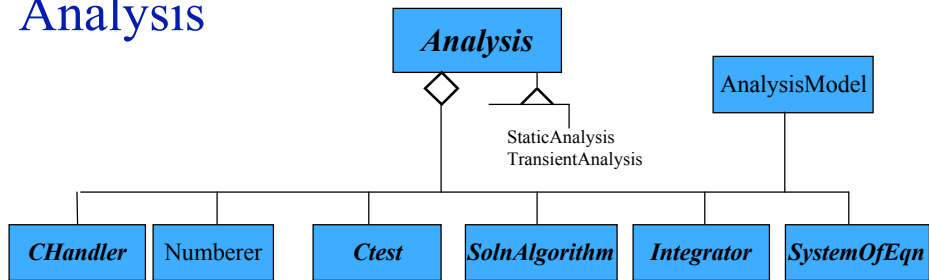 Analysis
Analysis
AnalysisModel
StaticAnalysis
TransientAnalysis
CHandler
Numberer
Ctest
SolnAlgorithm
Integrator
SystemOfEqn